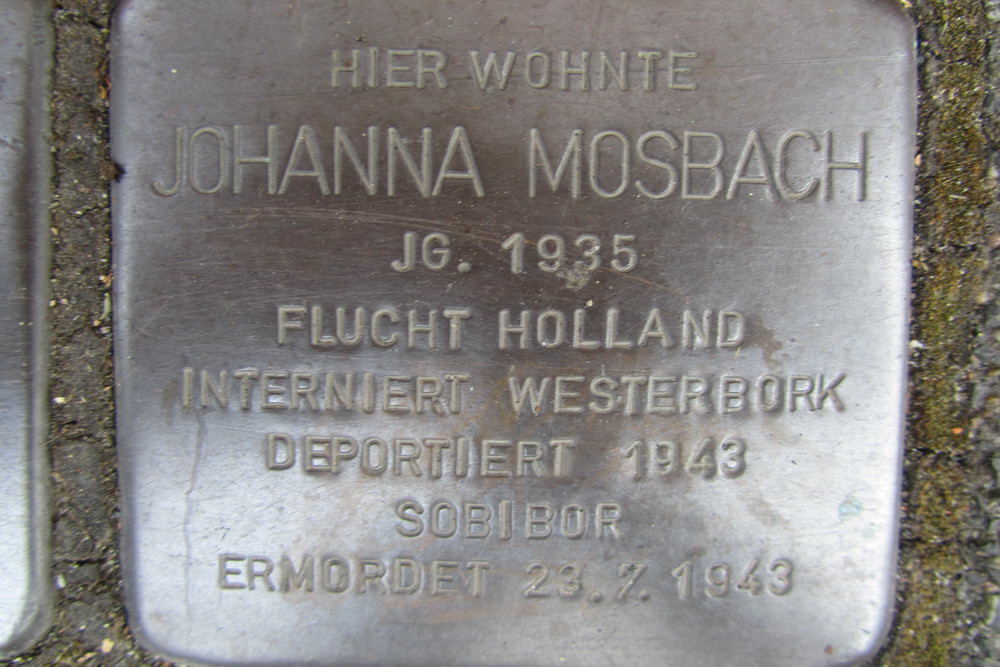 HIER WOHNTE
JOHANNA MOSBACH
JG. 1935
FLUCHT HOLLAND
INTERNIERT WESTERBORK
DEPORTIERT 1943
SOBIBOR
ERMORDET 23.7.1943